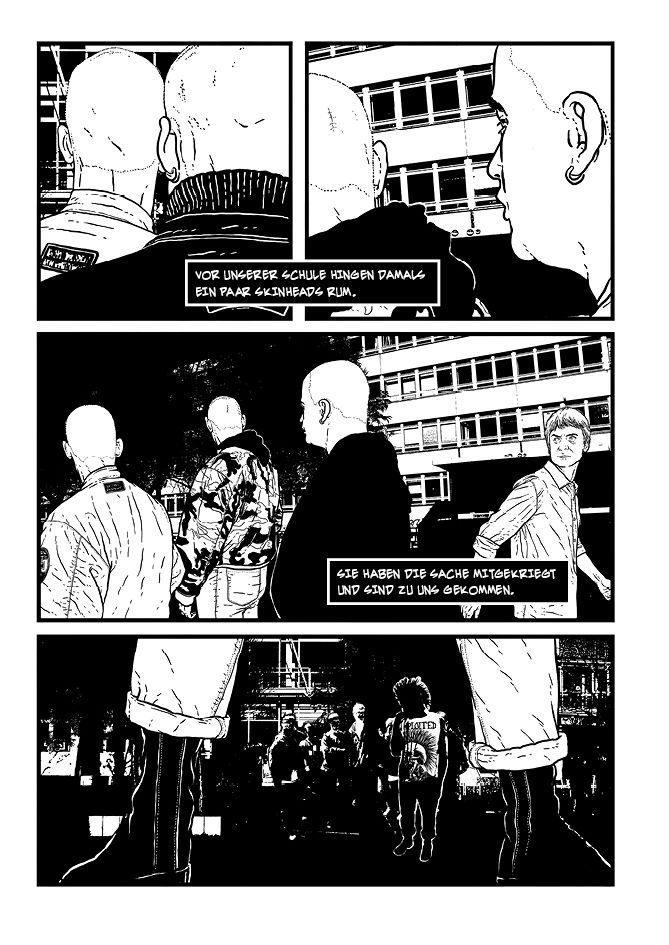 VOR UNSERER SCHULE HINGEN DAMALS
EIN PAAR SKINHEADS RUM.
SIE HABEN DIE SACHE MITGEKRIEGT
UND SIND ZU UNS GEKOMMEN.